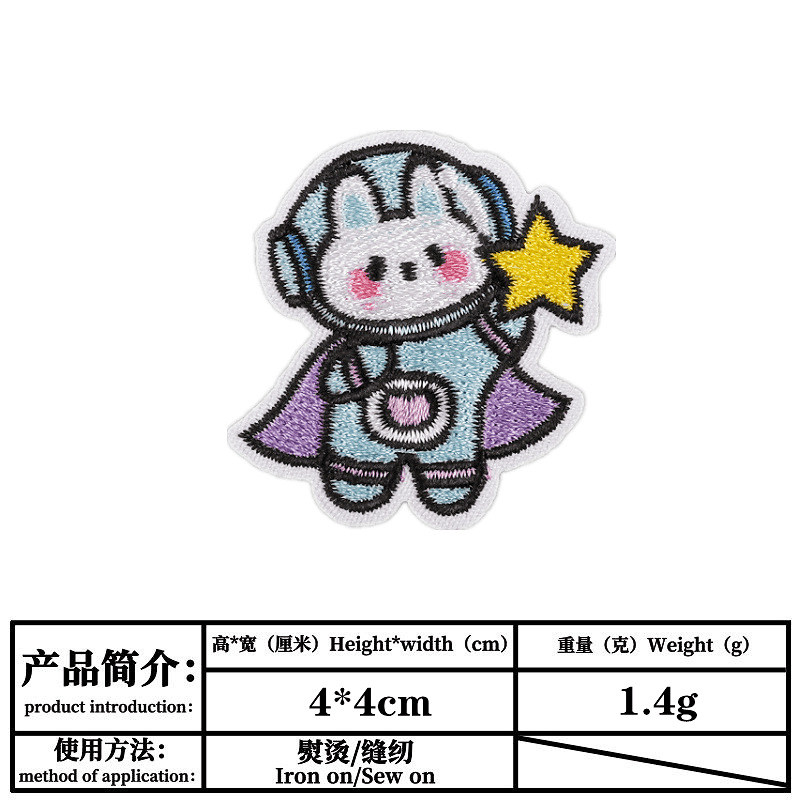 产品简介：
product introduction：
高*宽（厘米）Height*width（cm）
重量（克）Weight（g）
4*4cm
1.4g
使用方法：
method of application：
熨烫/缝纫
Iron on/Sew on